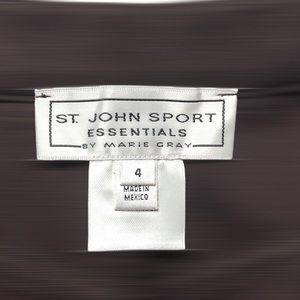 ST. JOHN SPORT
ESSENTIALS
BY MARIE GRAY
4
MADE IN
MEXICO